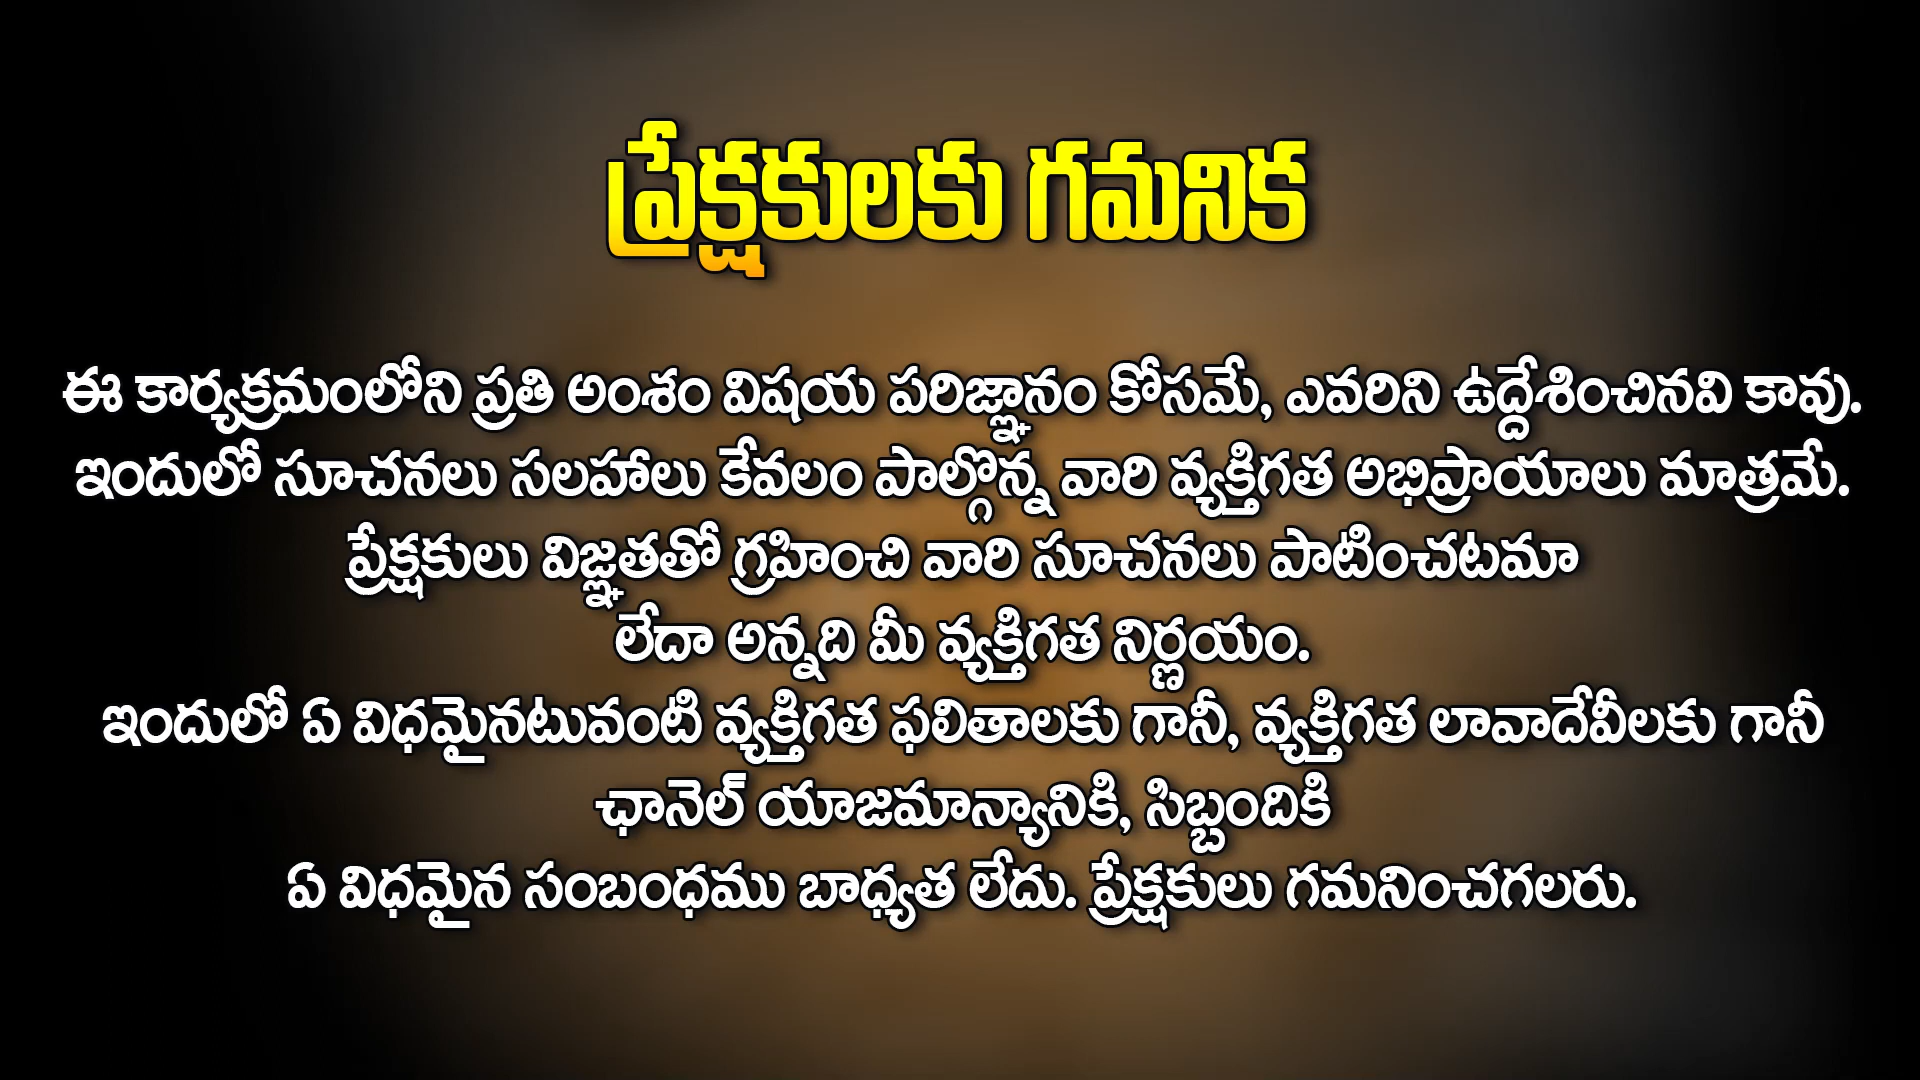 ప్రేక్షకులకు గమనిక
ఈ కార్యక్రమంలోని ప్రతి అంశం విషయ పరిజ్ఞానం కోసమే, ఎవరిని ఉద్దేశించినవి కావు.
ఇందులో సూచనలు సలహాలు కేవలం పాల్గొన్న వారి వ్యక్తిగత అభిప్రాయాలు మాత్రమే.
ప్రేక్షకులు విజ్ఞతతో గ్రహించి వారి సూచనలు పాటించటమా
లేదా అన్నది మీ వ్యక్తిగత నిర్ణయం.
ఇందులో ఏ విధమైనటువంటి వ్యక్తిగత ఫలితాలకు గానీ, వ్యక్తిగత లావాదేవీలకు గానీ
ఛానెల్ యాజమాన్యానికి, సిబ్బందికి
ఏ విధమైన సంబంధము బాధ్యత లేదు. ప్రేక్షకులు గమనించగలరు.